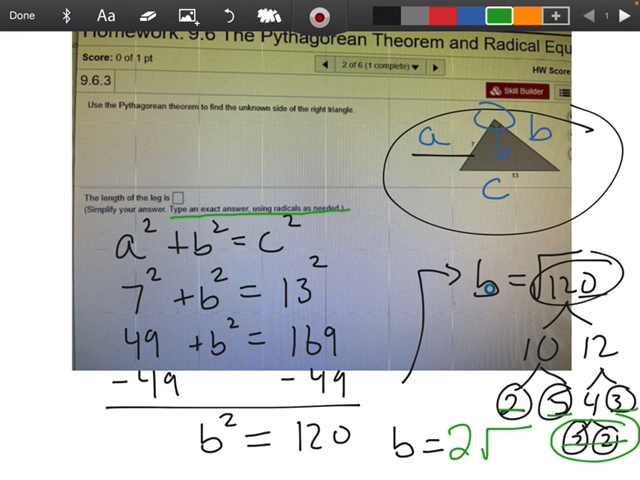 Done
Aa
1
Homework: 9.6 The Pythagorean Theorem and Radical Equ
Score: 0 of 1 pt
2 of 6 (1 complete)
HW Score
9.6.3
Skill Builder
Use the Pythagorean theorem to find the unknown side of the right triangle.
a
b
7
13
c
The length of the leg is
(Simplify your answer. Type an exact answer, using radicals as needed.)
a² + b² = c²
7² + b² = 13²
49 + b² = 169
- 49 - 49
b² = 120
b = √120
10 12
2 5 4 3
2
b = 2√